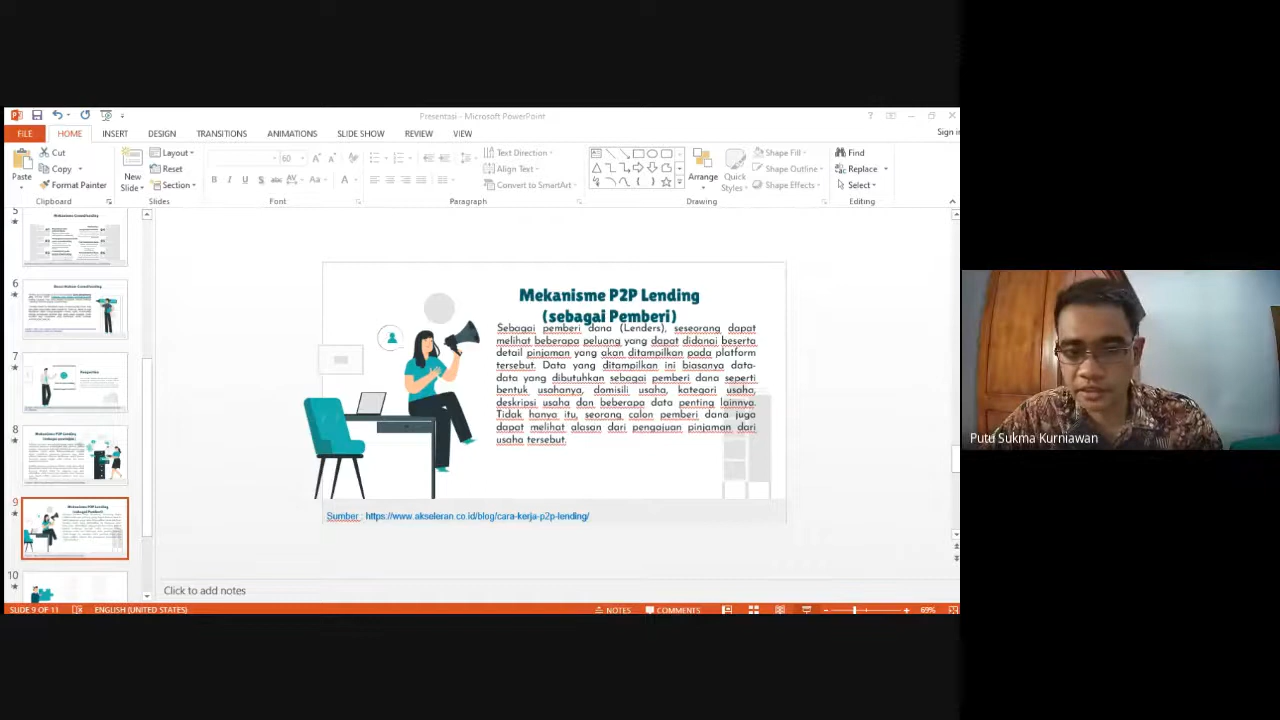 Presentasi - Microsoft PowerPoint
FILE HOME INSERT DESIGN TRANSITIONS ANIMATIONS SLIDE SHOW REVIEW VIEW Sign in
Paste
Cut
Copy
Format Painter
Clipboard
New Slide
Layout
Reset
Section
Slides
60
Font
Text Direction
Align Text
Convert to SmartArt
Paragraph
Arrange
Quick Styles
Shape Fill
Shape Outline
Shape Effects
Drawing
Find
Replace
Select
Editing
5
6
7
8
9
10
Mekanisme P2P Lending
(sebagai Pemberi)
Sebagai pemberi dana (Lenders), seseorang dapat
melihat beberapa peluang yang dapat didanai beserta
detail pinjaman yang akan ditampilkan pada platform
tersebut. Data yang ditampilkan ini biasanya data-
data yang dibutuhkan sebagai pemberi dana seperti
bentuk usahanya, domisili usaha, kategori usaha,
deskripsi usaha dan beberapa data penting lainnya.
Tidak hanya itu, seorang calon pemberi dana juga
dapat melihat alasan dari pengajuan pinjaman dari
usaha tersebut.
Sumber : https://www.akseleran.co.id/blog/cara-kerja-p2p-lending/
Click to add notes
SLIDE 9 OF 11 ENGLISH (UNITED STATES) NOTES COMMENTS 69%
Putu Sukma Kurniawan